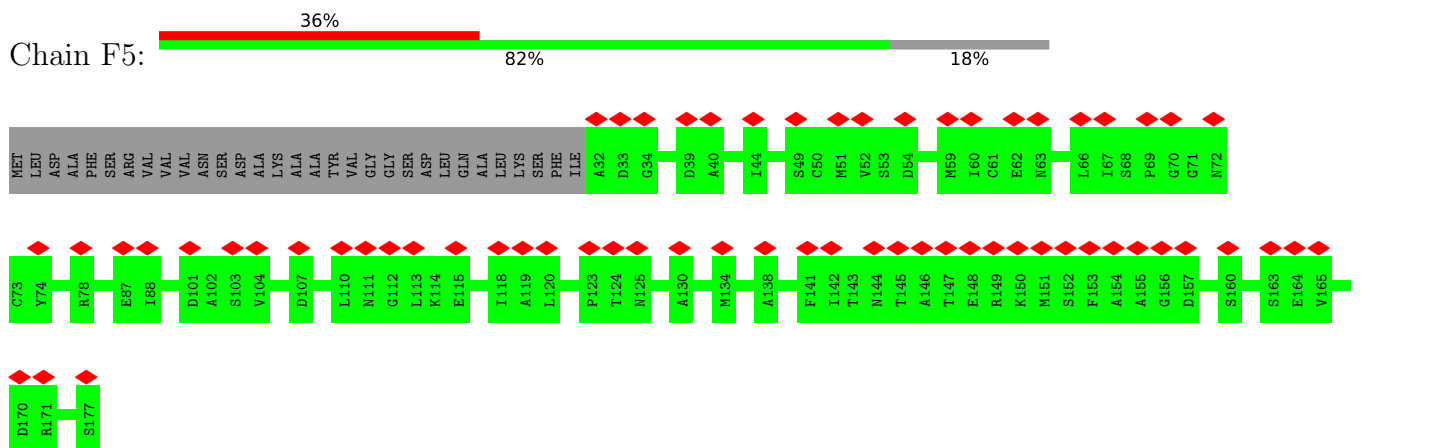 36%
Chain F5:
82% 18%
MET LEU ASP ALA PHE SER ARG VAL VAL VAL ASN SER ASP ALA LYS ALA ALA TYR VAL GLY GLY SER ASP LEU GLN ALA LEU LYS SER PHE ILE A32 D33 G34 D39 A40 I44 S49 C50 M51 V52 S53 D54 M59 I60 C61 E62 N63 L66 I67 S68 P69 G70 G71 N72
C73 Y74 R78 E87 I88 D101 A102 S103 V104 D107 L110 N111 G112 L113 K114 E115 I118 A119 L120 P123 T124 N125 A130 M134 A138 F141 I142 T143 N144 T145 A146 T147 E148 R149 K150 M151 S152 F153 A154 A155 G156 D157 S160 S163 E164 V165
D170 R171 S177